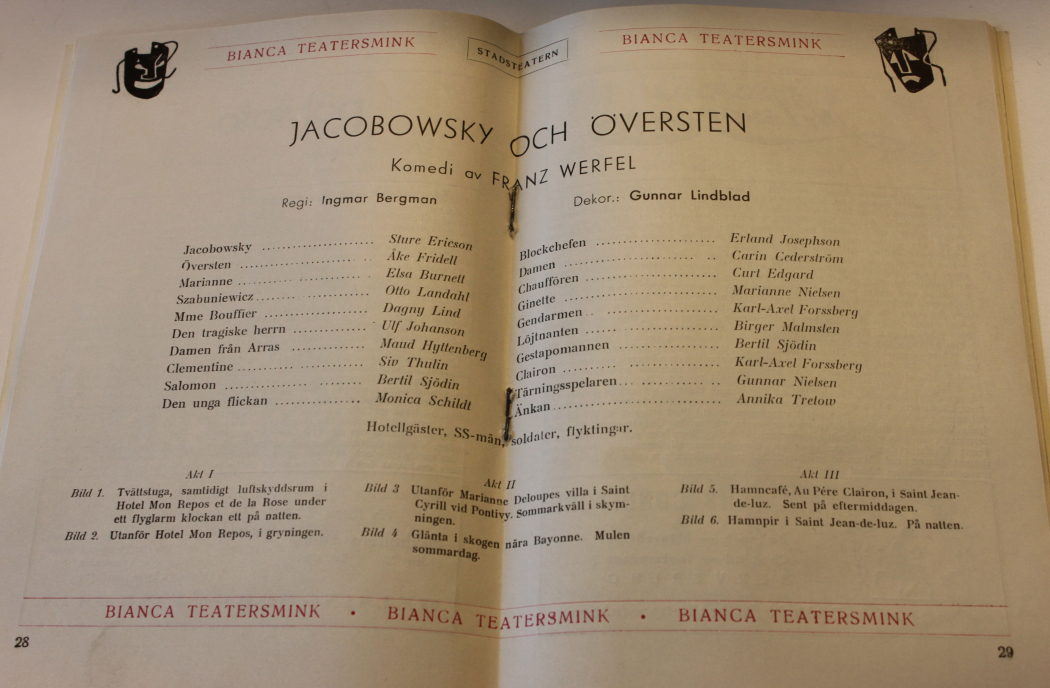 BIANCA TEATERSMINK
STADSTEATERN
BIANCA TEATERSMINK
JACOBOWSKY OCH ÖVERSTEN
Komedi av FRANZ WERFEL
Regi: Ingmar Bergman
Dekor.: Gunnar Lindblad
Jacobowsky ...................... Sture Ericson
Översten ...................... Åke Fridell
Marianne ...................... Elsa Burnett
Szabuniewicz ...................... Otto Landahl
Mme Bouffier ...................... Dagny Lind
Den tragiske herrn ............... Ulf Johanson
Damen från Arras ............... Maud Hyttenberg
Clementine ...................... Siv Thulin
Salomon ...................... Bertil Sjödin
Den unga flickan ............... Monica Schildt
Blockchefen ...................... Erland Josephson
Damen ...................... Carin Cederström
Chauffören ...................... Curt Edgard
Ginette ...................... Marianne Nielsen
Gendarmen ...................... Karl-Axel Forssberg
Löjtnanten ...................... Birger Malmsten
Gestapomannen ...................... Bertil Sjödin
Clairon ...................... Karl-Axel Forssberg
Tärningsspelaren ...................... Gunnar Nielsen
Änkan ...................... Annika Tretow
Hotellgäster, SS-män, soldater, flyktingar.
Akt I
Bild 1. Tvättstuga, samtidigt luftskyddsrum i
Hotel Mon Repos et de la Rose under
ett flyglarm klockan ett på natten.
Bild 2. Utanför Hotel Mon Repos, i gryningen.
Akt II
Bild 3 Utanför Marianne Deloupes villa i Saint
Cyrill vid Pontivy. Sommarkväll i skym-
ningen.
Bild 4 Glänta i skogen nära Bayonne. Mulen
sommardag.
Akt III
Bild 5. Hamncafé, Au Père Clairon, i Saint Jean-
de-luz. Sent på eftermiddagen.
Bild 6. Hamnpir i Saint Jean-de-luz. På natten.
BIANCA TEATERSMINK • BIANCA TEATERSMINK • BIANCA TEATERSMINK
28
29